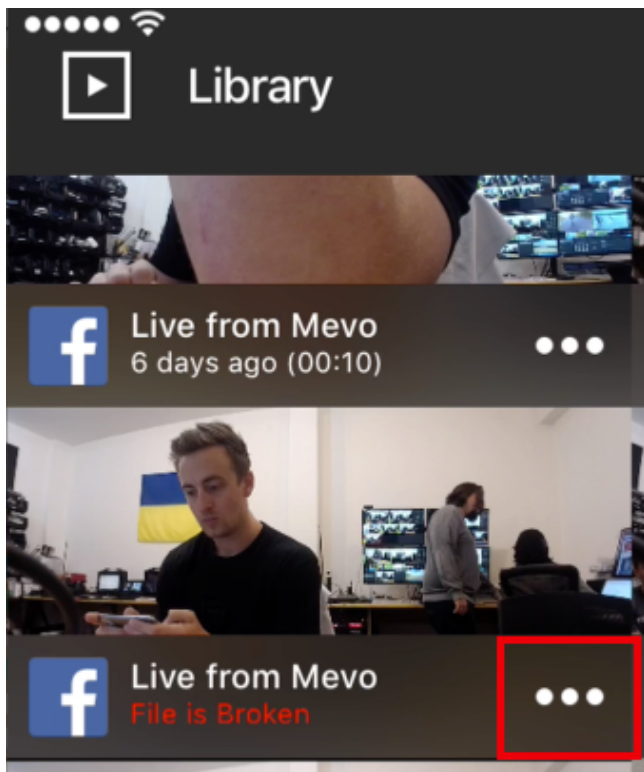 Library
Live from Mevo
6 days ago (00:10)
f
Live from Mevo
File is Broken
f